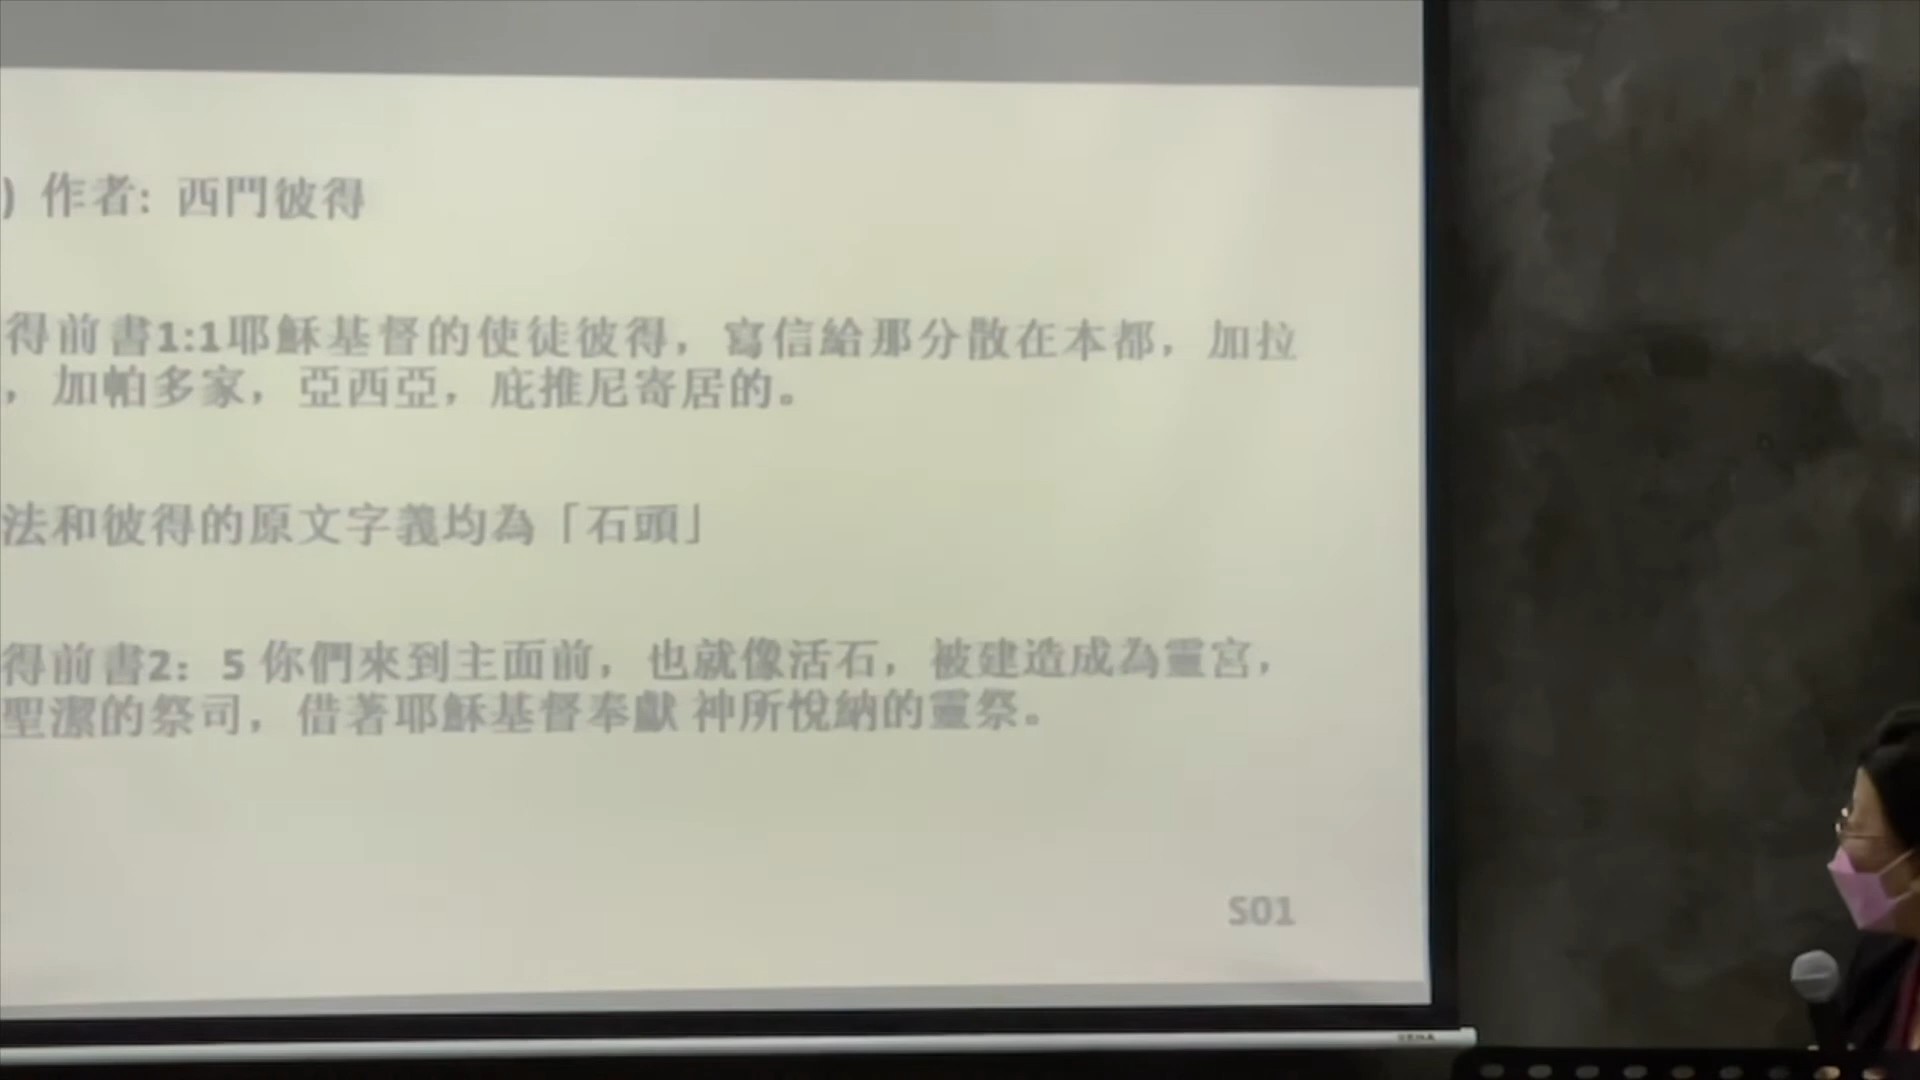 ) 作者: 西門彼得
得前書1:1耶穌基督的使徒彼得，寫信給那分散在本都，加拉
，加帕多家，亞西亞，庇推尼寄居的。
法和彼得的原文字義均為「石頭」
得前書2：5 你們來到主面前，也就像活石，被建造成為靈宮，
聖潔的祭司，借著耶穌基督奉獻 神所悅納的靈祭。
S01